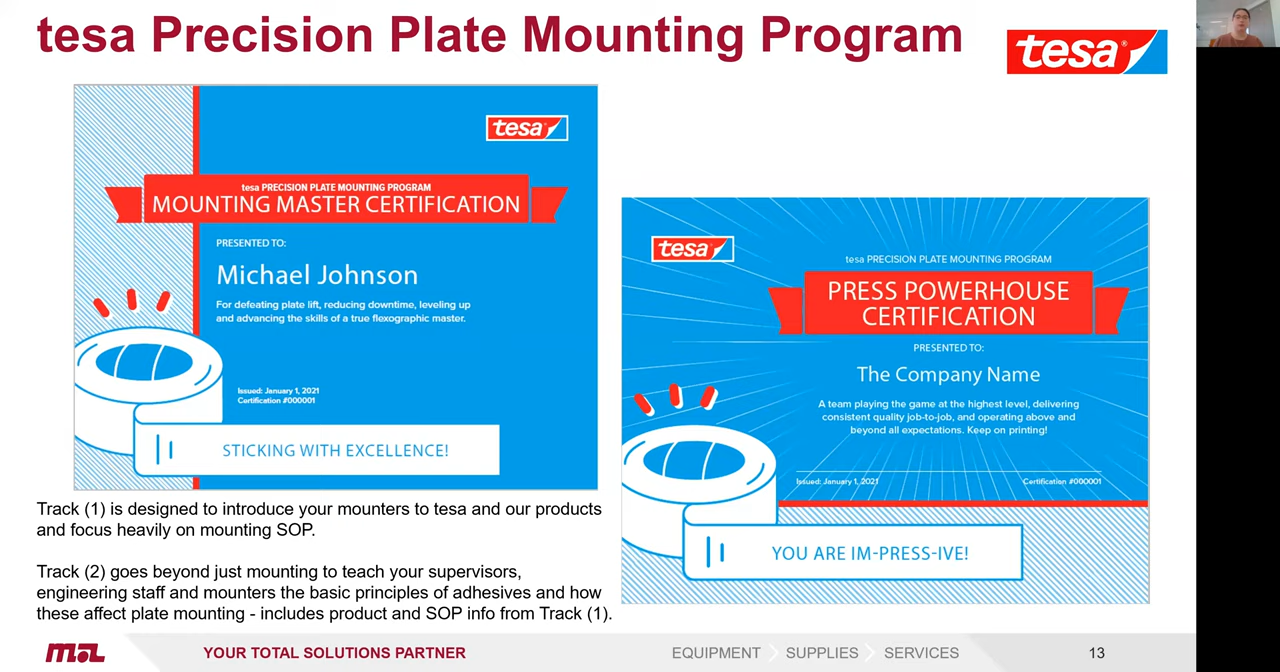 tesa Precision Plate Mounting Program
tesa®
tesa
tesa PRECISION PLATE MOUNTING PROGRAM
MOUNTING MASTER CERTIFICATION
PRESENTED TO:
Michael Johnson
For defeating plate lift, reducing downtime, leveling up
and advancing the skills of a true flexographic master.
Issued: January 1, 2021
Certification #000001
STICKING WITH EXCELLENCE!
tesa
tesa PRECISION PLATE MOUNTING PROGRAM
PRESS POWERHOUSE
CERTIFICATION
PRESENTED TO:
The Company Name
A team playing the game at the highest level, delivering
consistent quality job-to-job, and operating above and
beyond all expectations. Keep on printing!
Issued: January 1, 2021
Certification #000001
YOU ARE IM-PRESS-IVE!
Track (1) is designed to introduce your mounters to tesa and our products
and focus heavily on mounting SOP.
Track (2) goes beyond just mounting to teach your supervisors,
engineering staff and mounters the basic principles of adhesives and how
these affect plate mounting - includes product and SOP info from Track (1).
YOUR TOTAL SOLUTIONS PARTNER
EQUIPMENT
SUPPLIES
SERVICES
13